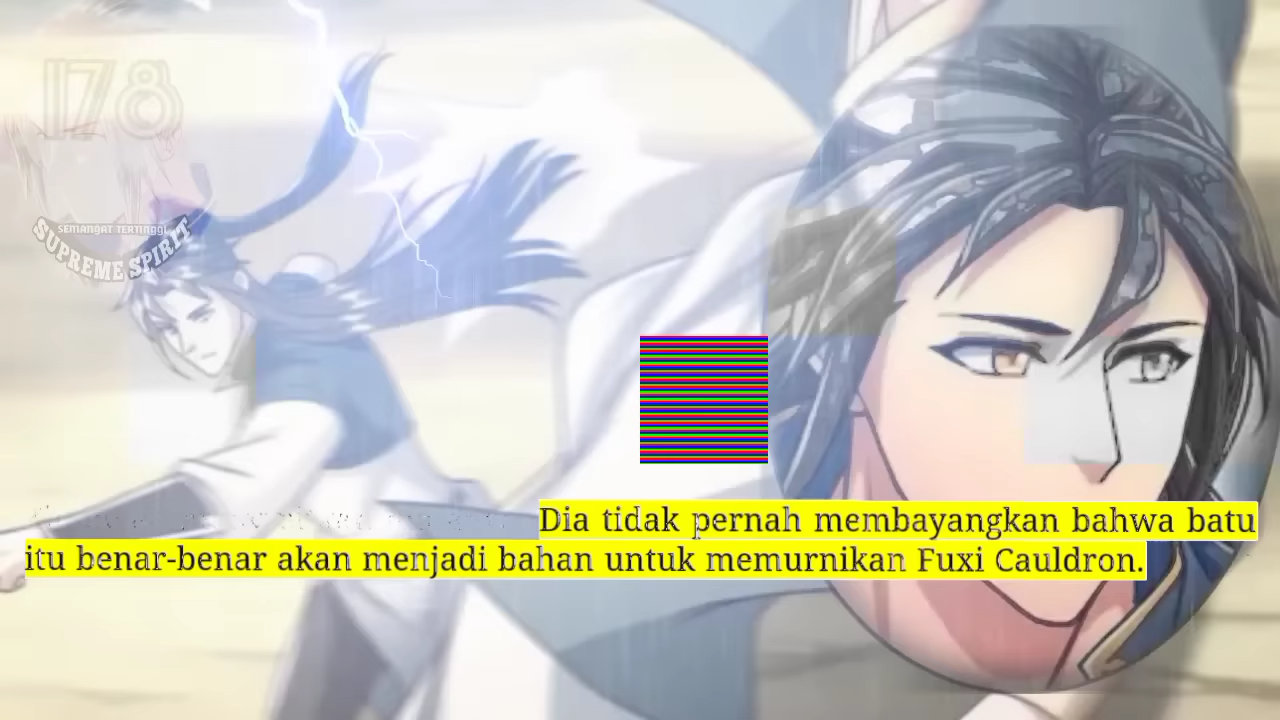 178
SEMANGAT TERTINGGI
SUPREME SPIRIT
Dia tidak pernah membayangkan bahwa batu
itu benar-benar akan menjadi bahan untuk memurnikan Fuxi Cauldron.